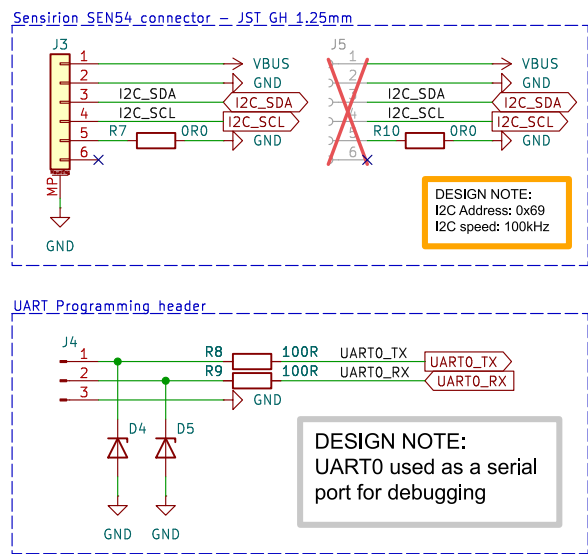 Sensirion SEN54 connector – JST GH 1.25mm
J3
1 VBUS
2 GND
3 I2C_SDA I2C_SDA
4 I2C_SCL I2C_SCL
5 R7 0R0 GND
6
MP
GND
J5
1 VBUS
2 GND
3 I2C_SDA I2C_SDA
4 I2C_SCL I2C_SCL
5 R10 0R0 GND
6
DESIGN NOTE:
I2C Address: 0x69
I2C speed: 100kHz
UART Programming header
J4
1 R8 100R UART0_TX UART0_TX
2 R9 100R UART0_RX UART0_RX
3 GND
D4 D5
GND GND
DESIGN NOTE:
UART0 used as a serial
port for debugging